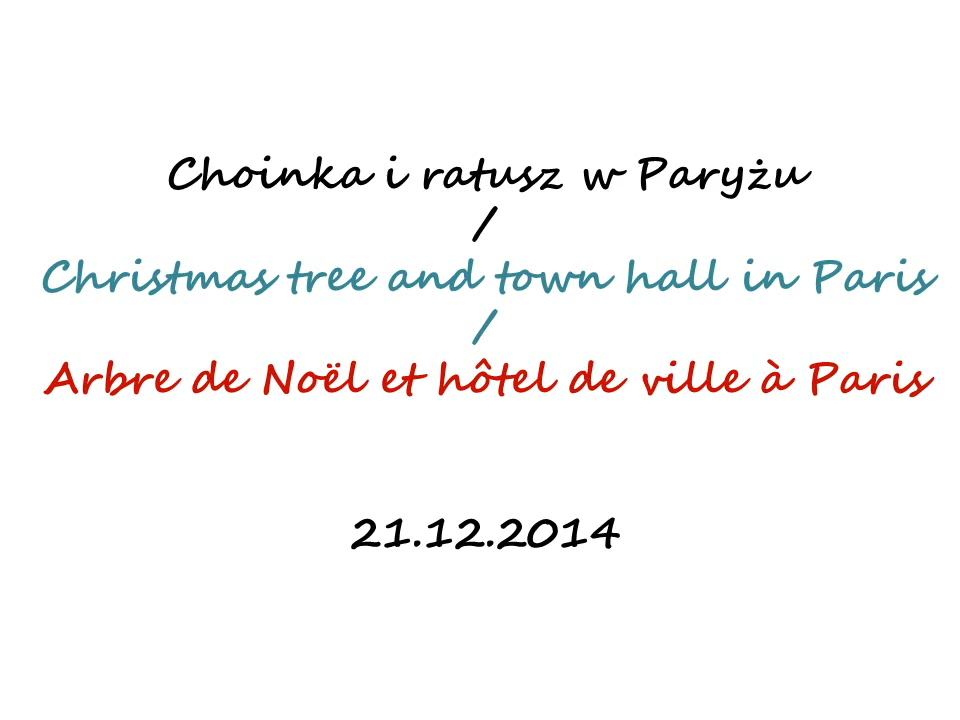 Choinka i ratusz w Paryżu
/
Christmas tree and town hall in Paris
/
Arbre de Noël et hôtel de ville à Paris
21.12.2014